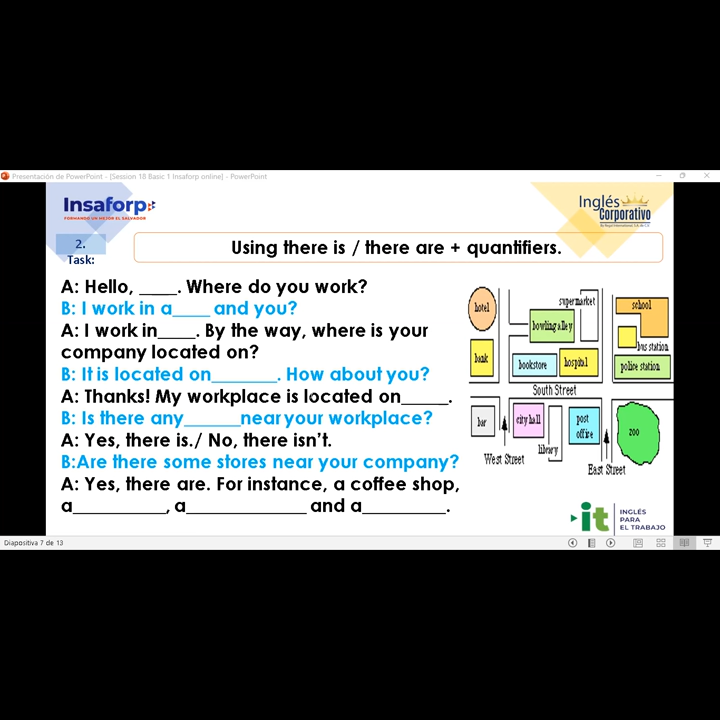 Presentación de PowerPoint - [Session 18 Basic 1 Insaforp online] - PowerPoint
Insaforp
FORMANDO UN MEJOR EL SALVADOR
Inglés
Corporativo
2.
Task:
Using there is / there are + quantifiers.
A: Hello, ____. Where do you work?
B: I work in a____ and you?
A: I work in____. By the way, where is your
company located on?
B: It is located on_______. How about you?
A: Thanks! My workplace is located on_____.
B: Is there any______near your workplace?
A: Yes, there is./ No, there isn't.
B:Are there some stores near your company?
A: Yes, there are. For instance, a coffee shop,
a__________, a_____________ and a_________.
hotel
supermarket
school
bowling alley
bus station
bank
bookstore
hospital
police station
South Street
bar
city hall
post
office
zoo
library
West Street
East Street
it
INGLÉS
PARA
EL TRABAJO
Diapositiva 7 de 13